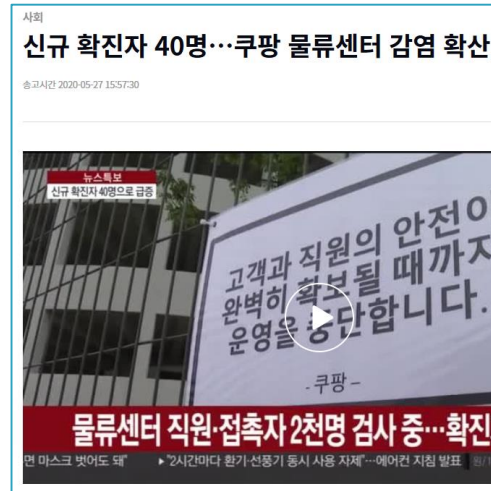 사회
신규 확진자 40명…쿠팡 물류센터 감염 확산
송고시간 2020-05-27 15:57:30
뉴스특보
신규 확진자 40명으로 급증
고객과 직원의 안전이
완벽히 확보될 때까지
운영을 중단합니다.
- 쿠팡 -
물류센터 직원·접촉자 2천명 검사 중…확진
면 마스크 벗어도 돼" ▸"2시간마다 환기·선풍기 동시 사용 자제"…에어컨 지침 발표